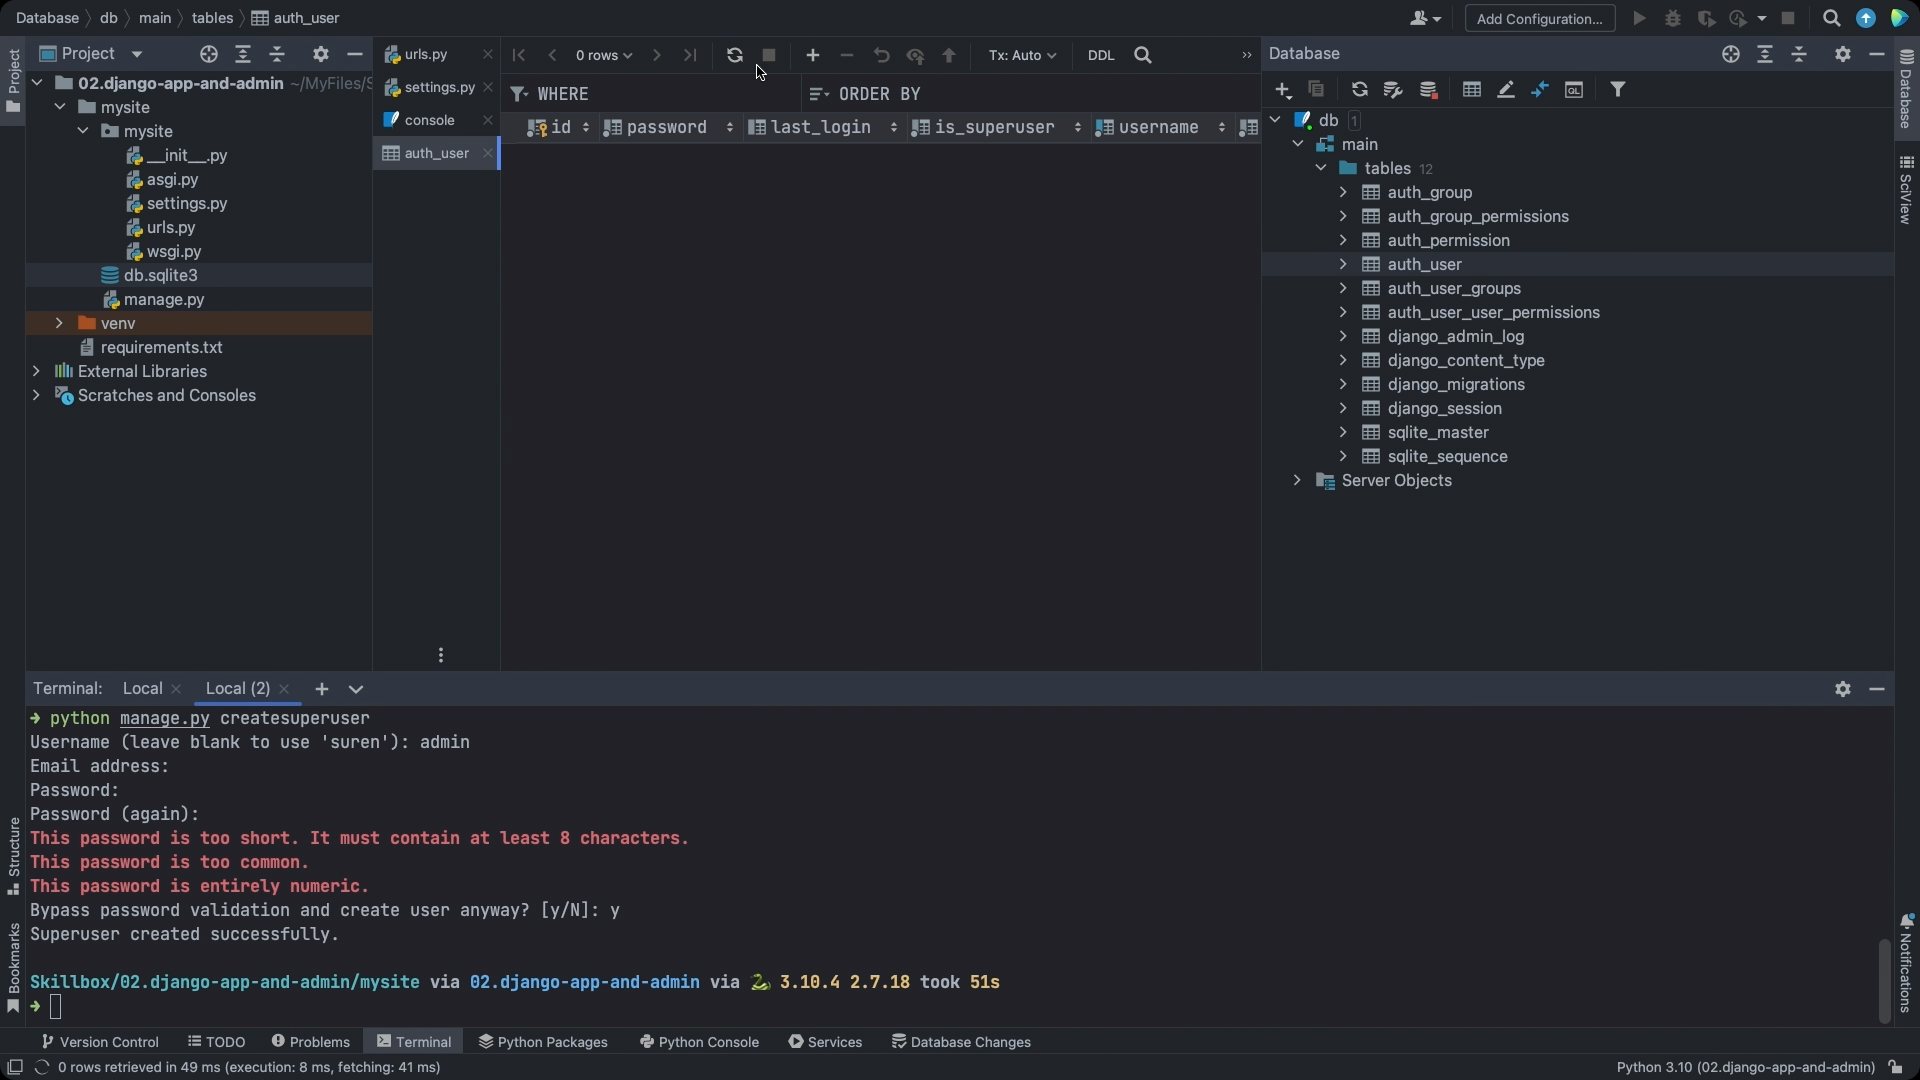 Database db main tables auth_user
Add Configuration...
Project
Project
02.django-app-and-admin ~/MyFiles/S
mysite
mysite
__init__.py
asgi.py
settings.py
urls.py
wsgi.py
db.sqlite3
manage.py
venv
requirements.txt
External Libraries
Scratches and Consoles
urls.py
settings.py
console
auth_user
0 rows
Tx: Auto
DDL
WHERE
ORDER BY
id password last_login is_superuser username
Database
db 1
main
tables 12
auth_group
auth_group_permissions
auth_permission
auth_user
auth_user_groups
auth_user_user_permissions
django_admin_log
django_content_type
django_migrations
django_session
sqlite_master
sqlite_sequence
Server Objects
Database
SciView
Notifications
Structure
Bookmarks
Terminal: Local Local (2)
python manage.py createsuperuser
Username (leave blank to use 'suren'): admin
Email address:
Password:
Password (again):
This password is too short. It must contain at least 8 characters.
This password is too common.
This password is entirely numeric.
Bypass password validation and create user anyway? [y/N]: y
Superuser created successfully.
Skillbox/02.django-app-and-admin/mysite via 02.django-app-and-admin via 3.10.4 2.7.18 took 51s
Version Control TODO Problems Terminal Python Packages Python Console Services Database Changes
0 rows retrieved in 49 ms (execution: 8 ms, fetching: 41 ms)
Python 3.10 (02.django-app-and-admin)